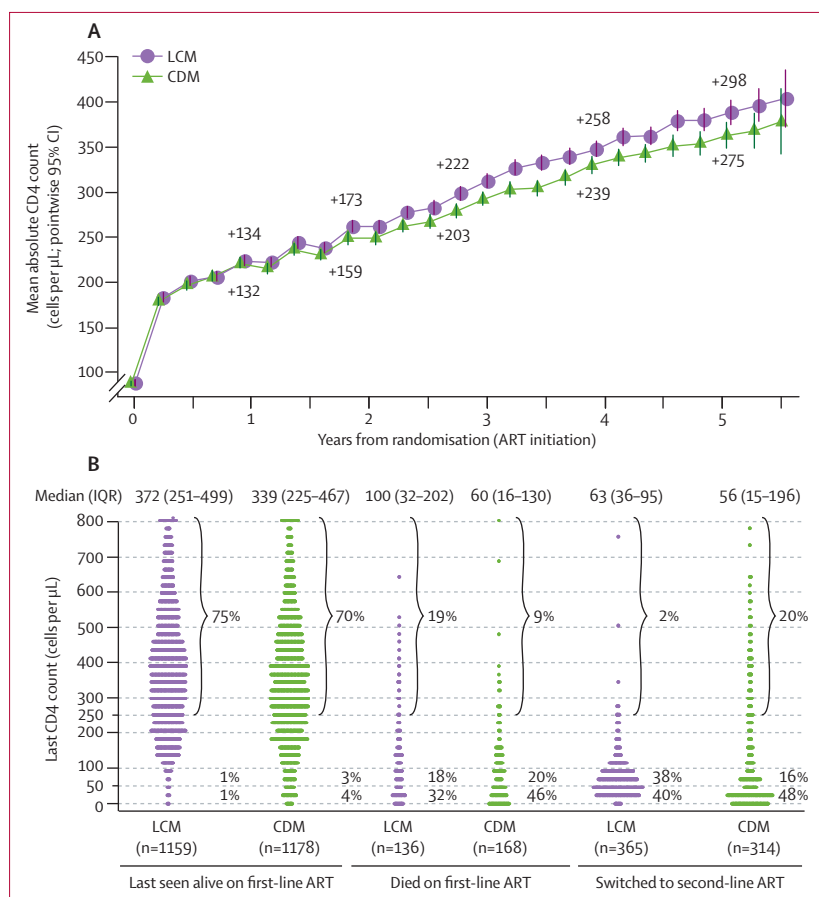 A
450
400
350
300
250
200
150
100
Mean absolute CD4 count
(cells per μL; pointwise 95% CI)
LCM
CDM
+134
+132
+173
+159
+222
+203
+258
+239
+298
+275
0 1 2 3 4 5
Years from randomisation (ART initiation)
B
Median (IQR) 372 (251–499) 339 (225–467) 100 (32–202) 60 (16–130) 63 (36–95) 56 (15–196)
800
700
600
500
400
300
250
200
100
50
0
Last CD4 count (cells per μL)
75% 70% 19% 9% 2% 20%
1% 3% 18% 20% 38% 16%
1% 4% 32% 46% 40% 48%
LCM CDM LCM CDM LCM CDM
(n=1159) (n=1178) (n=136) (n=168) (n=365) (n=314)
Last seen alive on first-line ART Died on first-line ART Switched to second-line ART